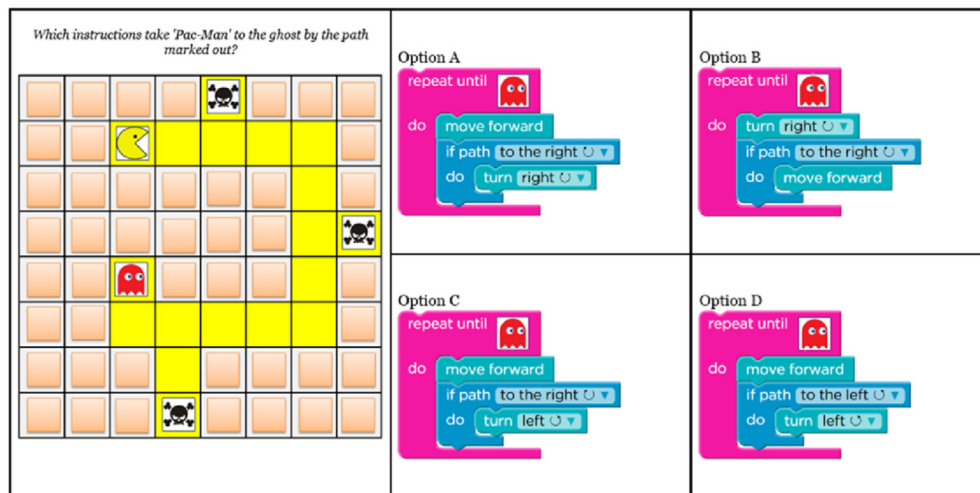 Which instructions take 'Pac-Man' to the ghost by the path
marked out?
Option A
repeat until
do move forward
if path to the right ↻ ▼
do turn right ↻ ▼
Option B
repeat until
do turn right ↻ ▼
if path to the right ↻ ▼
do move forward
Option C
repeat until
do move forward
if path to the right ↻ ▼
do turn left ↺ ▼
Option D
repeat until
do move forward
if path to the left ↺ ▼
do turn left ↺ ▼